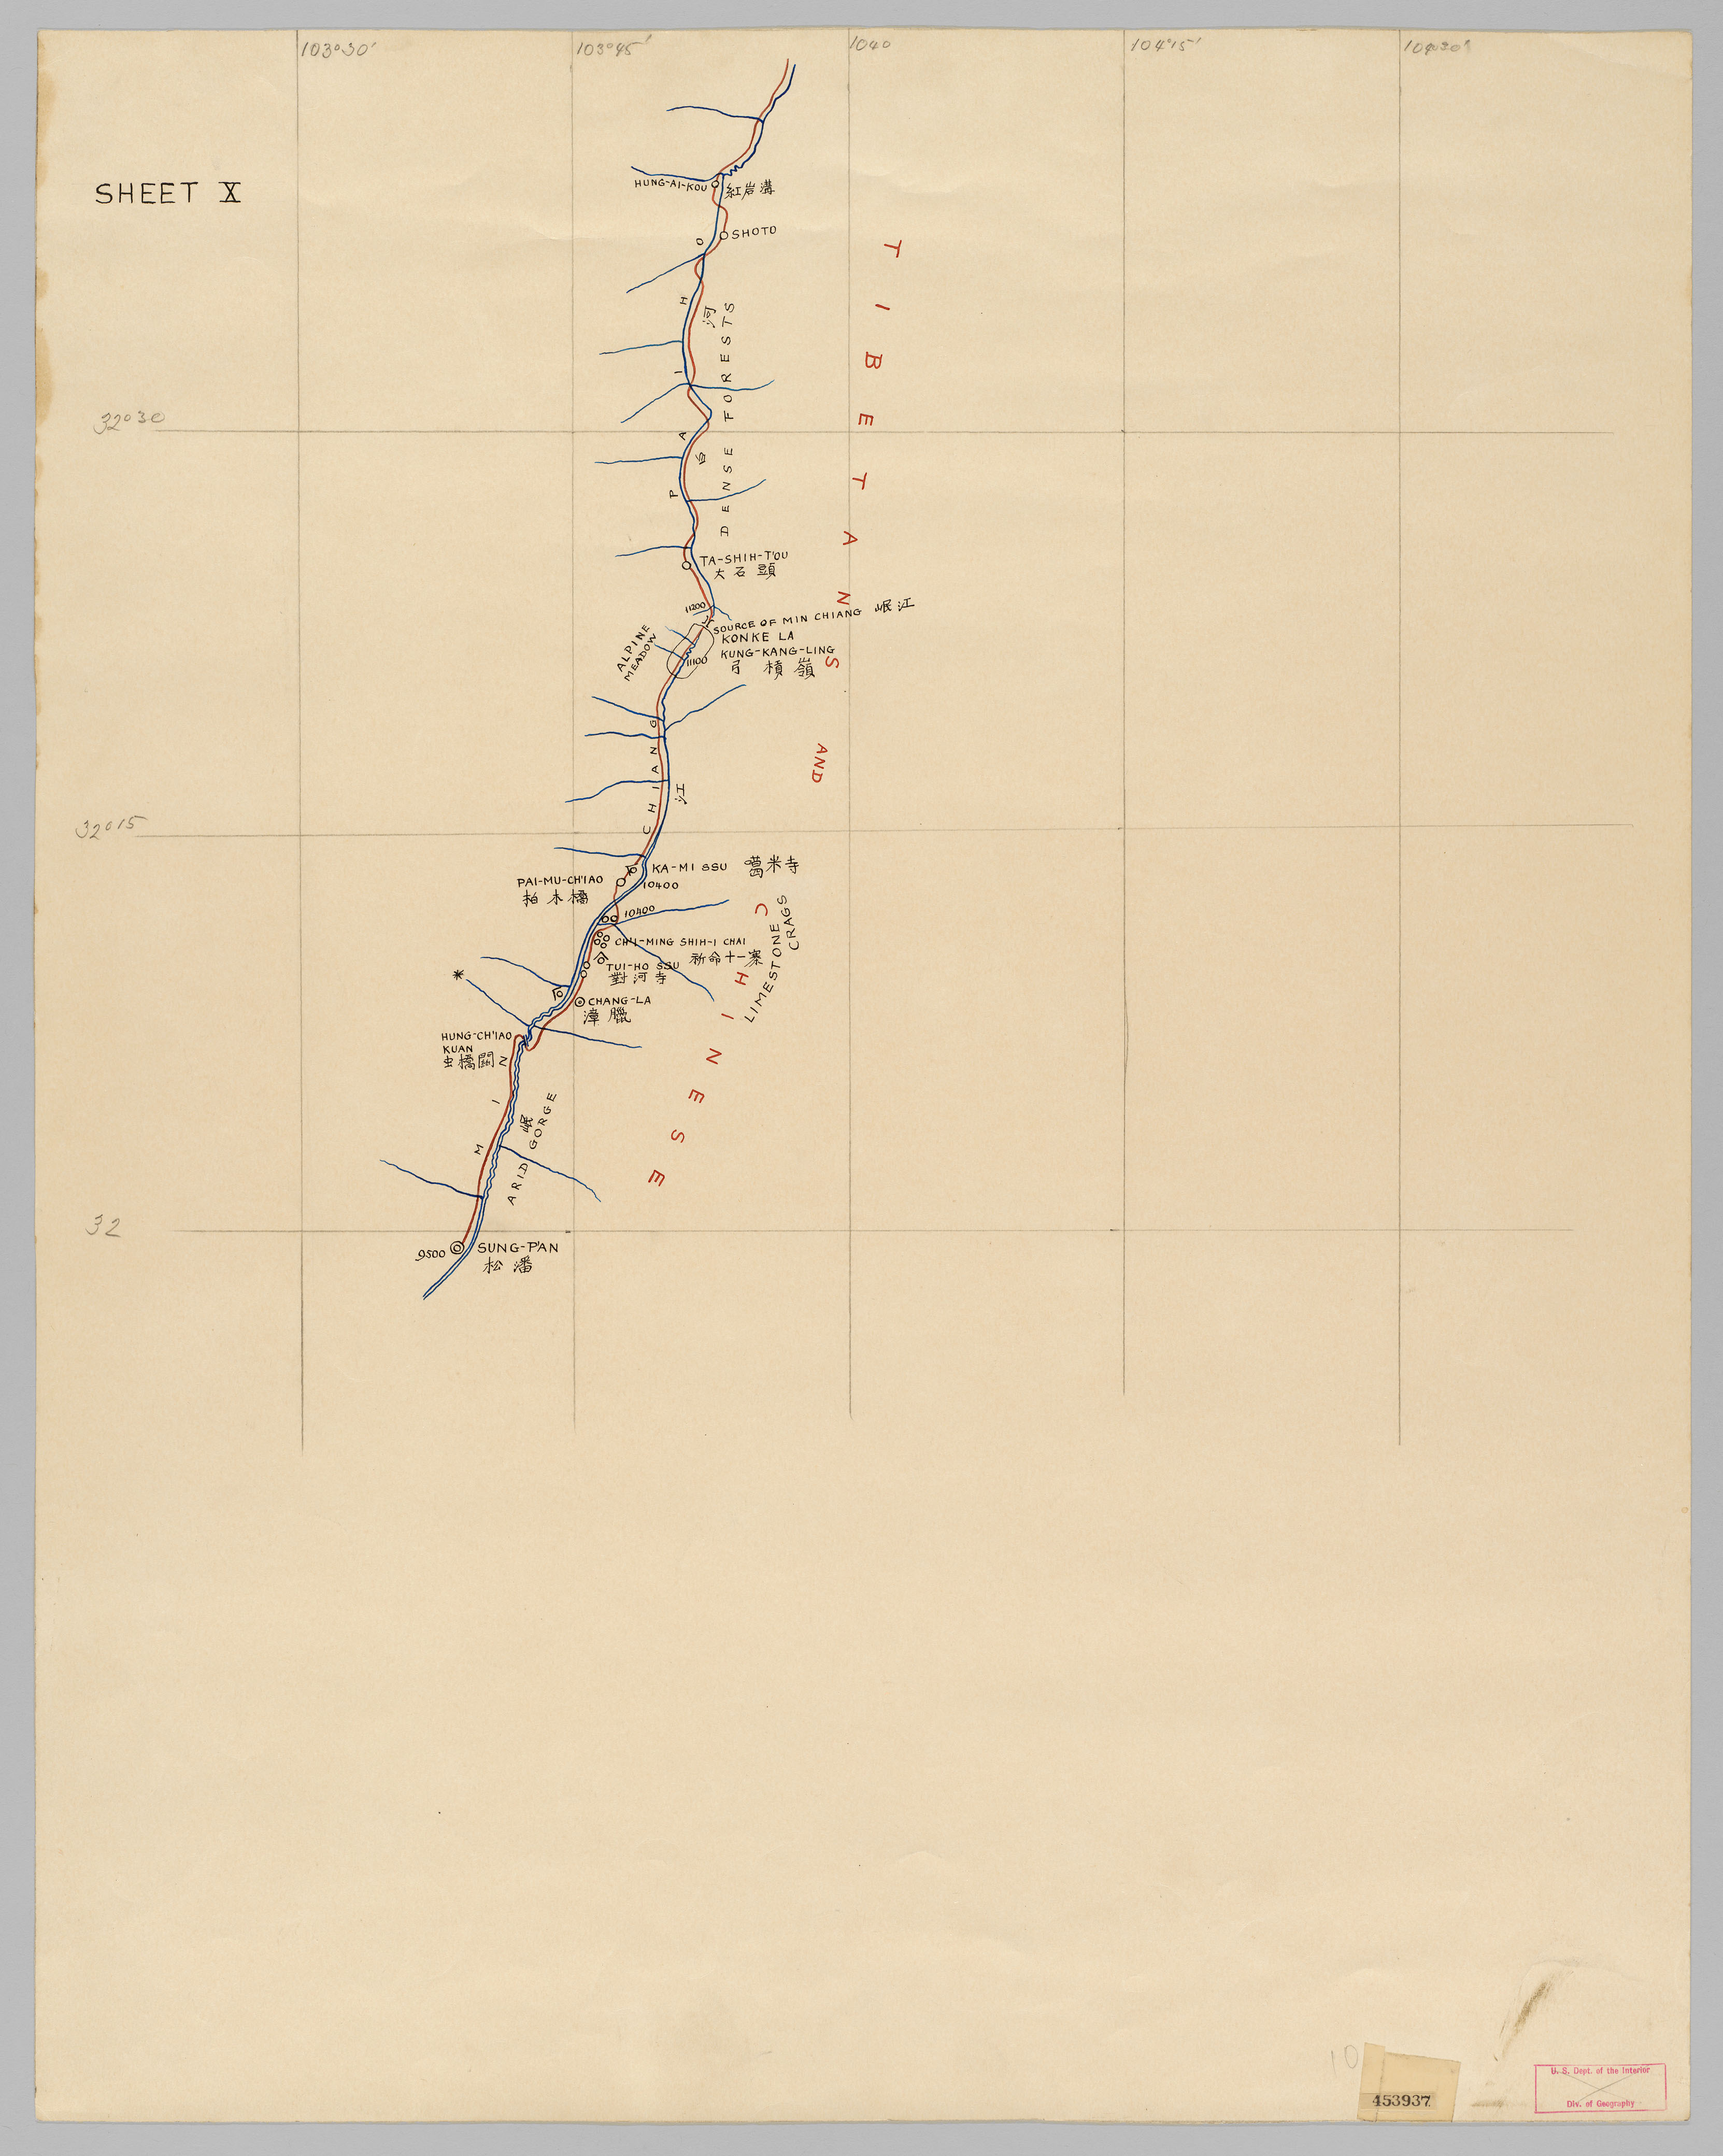 103°30'
103°45'
1040
104°15'
104°30'
SHEET X
HUNG-AI-KOU
紅岩溝
SHOTO
PAI HO
白 河
DENSE FORESTS
32°30
TIBETANS AND CHINESE
TA-SHIH-T'OU
大石頭
11200
SOURCE OF MIN CHIANG 岷江
KONKE LA
KUNG-KANG-LING
弓槓嶺
ALPINE
MEADOW
11100
MIN CHIANG
岷 江
32°15
KA-MI SSU 噶米寺
PAI-MU-CH'IAO
柏木橋
10400
10400
CH'I-MING SHIH-I CHAI
祈命十一寨
TUI-HO SSU
對河寺
LIMESTONE
CRAGS
CHANG-LA
漳臘
HUNG-CH'IAO
KUAN
虫橋關
ARID GORGE
32
9500
SUNG-P'AN
松潘
10
453937
U. S. Dept. of the Interior
Div. of Geography